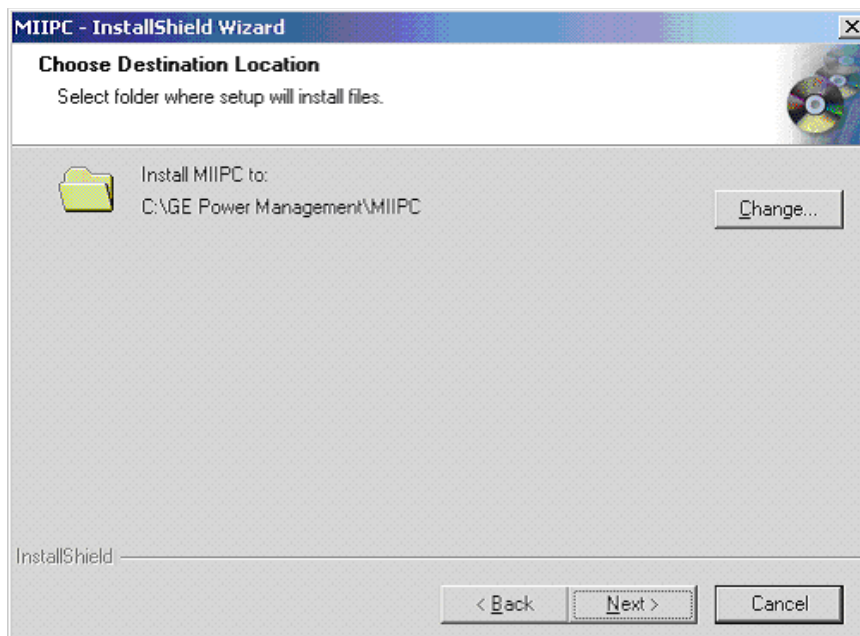 MIIPC - InstallShield Wizard
Choose Destination Location
Select folder where setup will install files.
Install MIIPC to:
C:\GE Power Management\MIIPC
Change...
InstallShield
< Back
Next >
Cancel